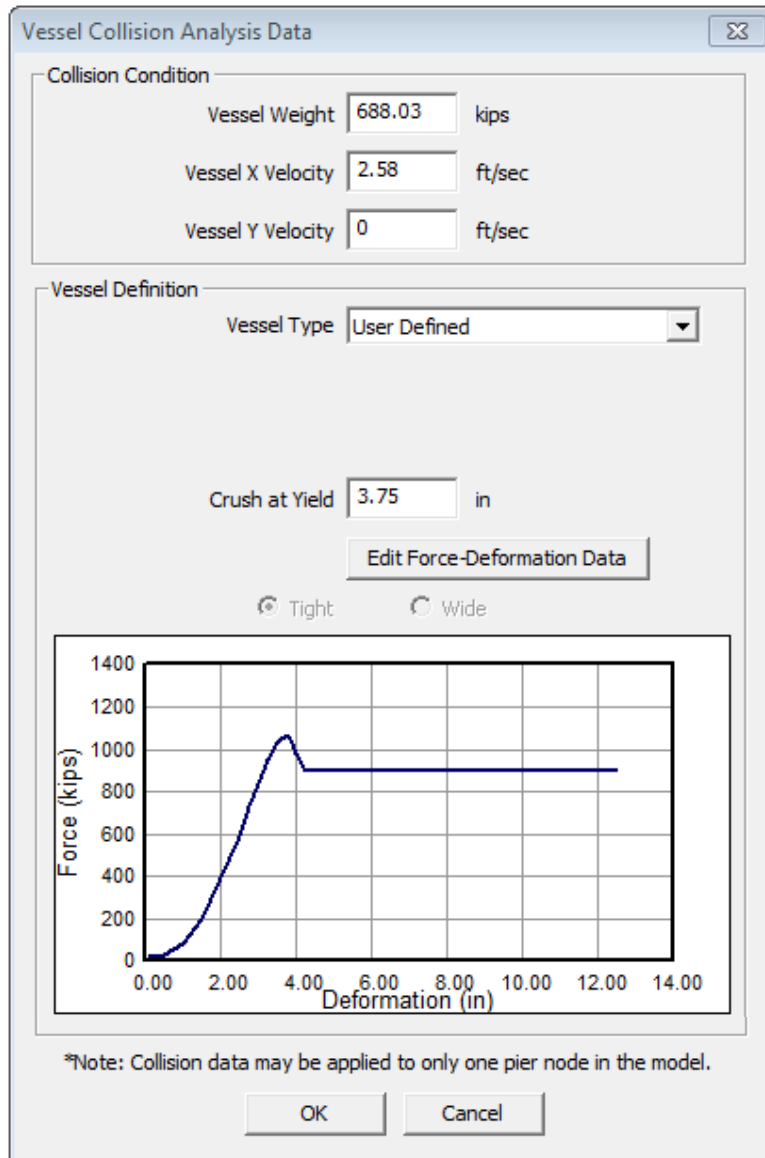 Vessel Collision Analysis Data
Collision Condition
Vessel Weight 688.03 kips
Vessel X Velocity 2.58 ft/sec
Vessel Y Velocity 0 ft/sec
Vessel Definition
Vessel Type User Defined
Crush at Yield 3.75 in
Edit Force-Deformation Data
Tight Wide
1400
1200
1000
800
600
400
200
0
Force (kips)
0.00 2.00 4.00 6.00 8.00 10.00 12.00 14.00
Deformation (in)
*Note: Collision data may be applied to only one pier node in the model.
OK Cancel